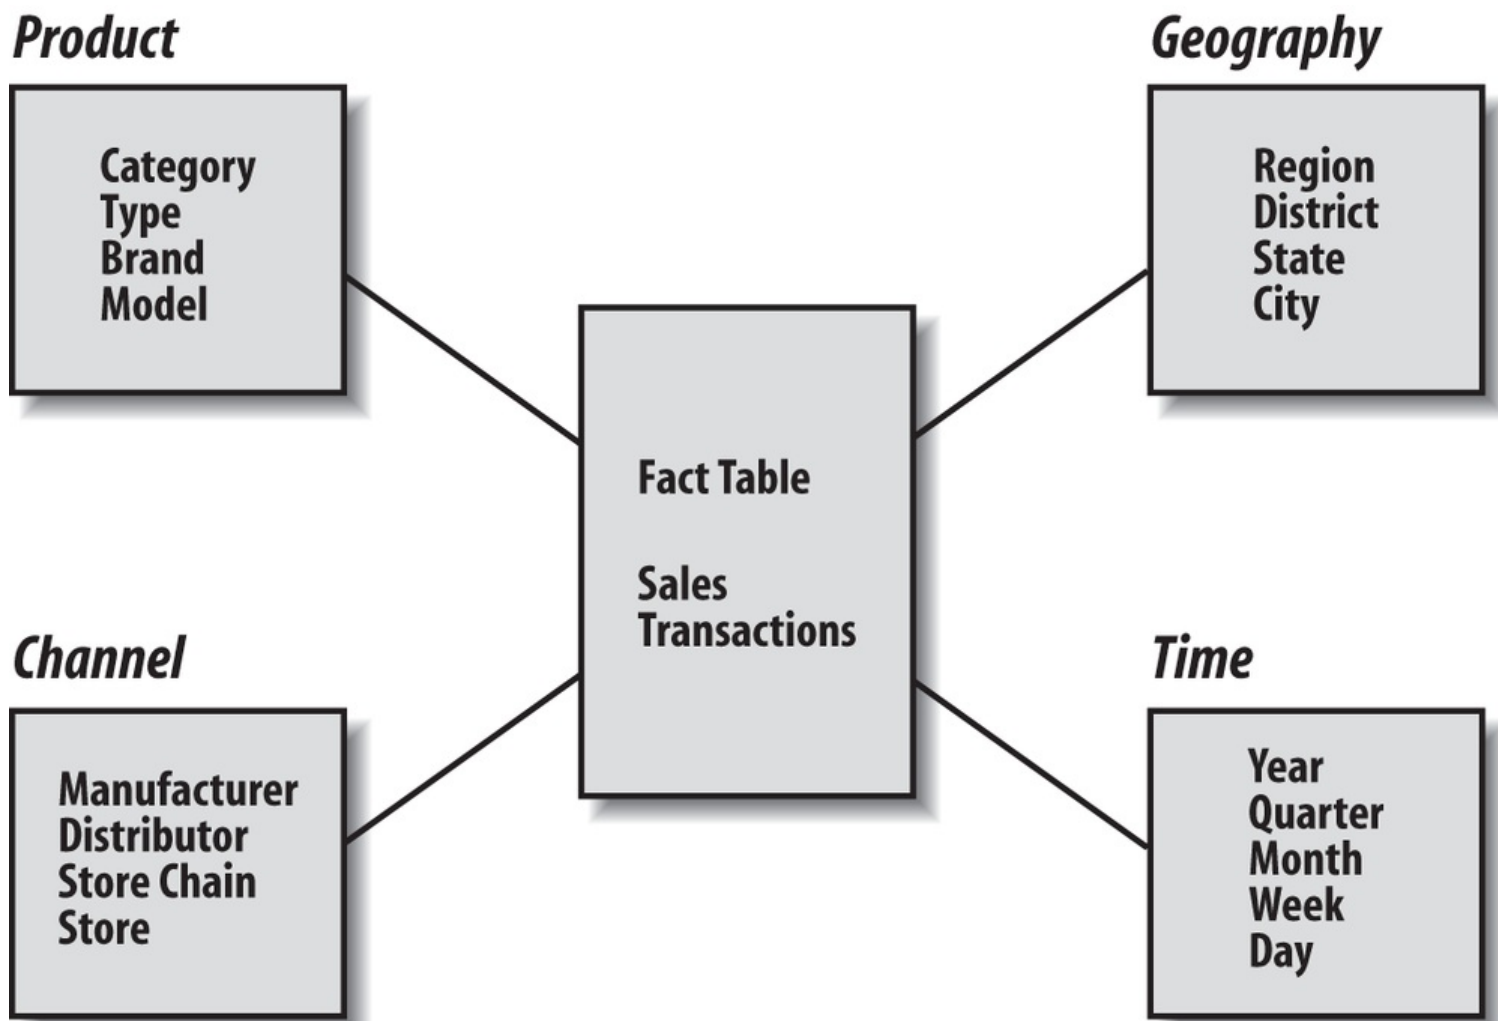 Product
Category
Type
Brand
Model
Geography
Region
District
State
City
Fact Table
Sales
Transactions
Channel
Manufacturer
Distributor
Store Chain
Store
Time
Year
Quarter
Month
Week
Day